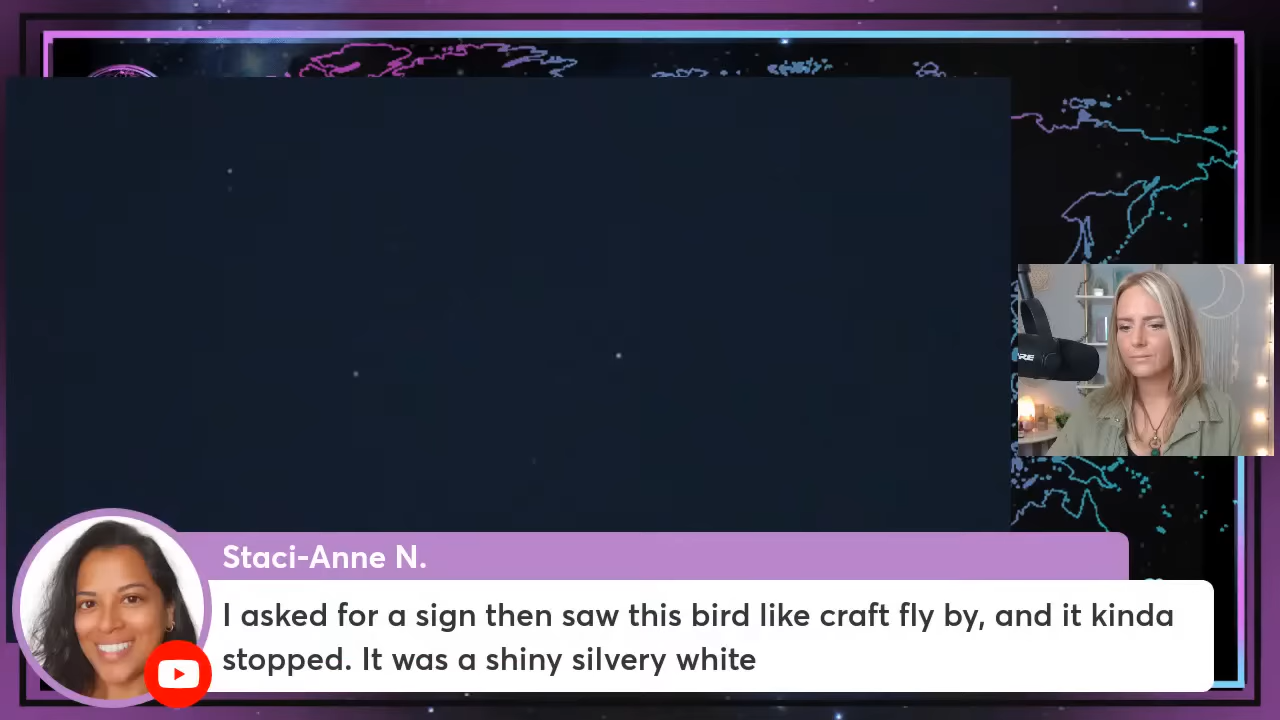 Staci-Anne N.
I asked for a sign then saw this bird like craft fly by, and it kinda
stopped. It was a shiny silvery white